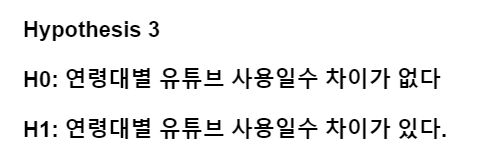 Hypothesis 3
H0: 연령대별 유튜브 사용일수 차이가 없다
H1: 연령대별 유튜브 사용일수 차이가 있다.